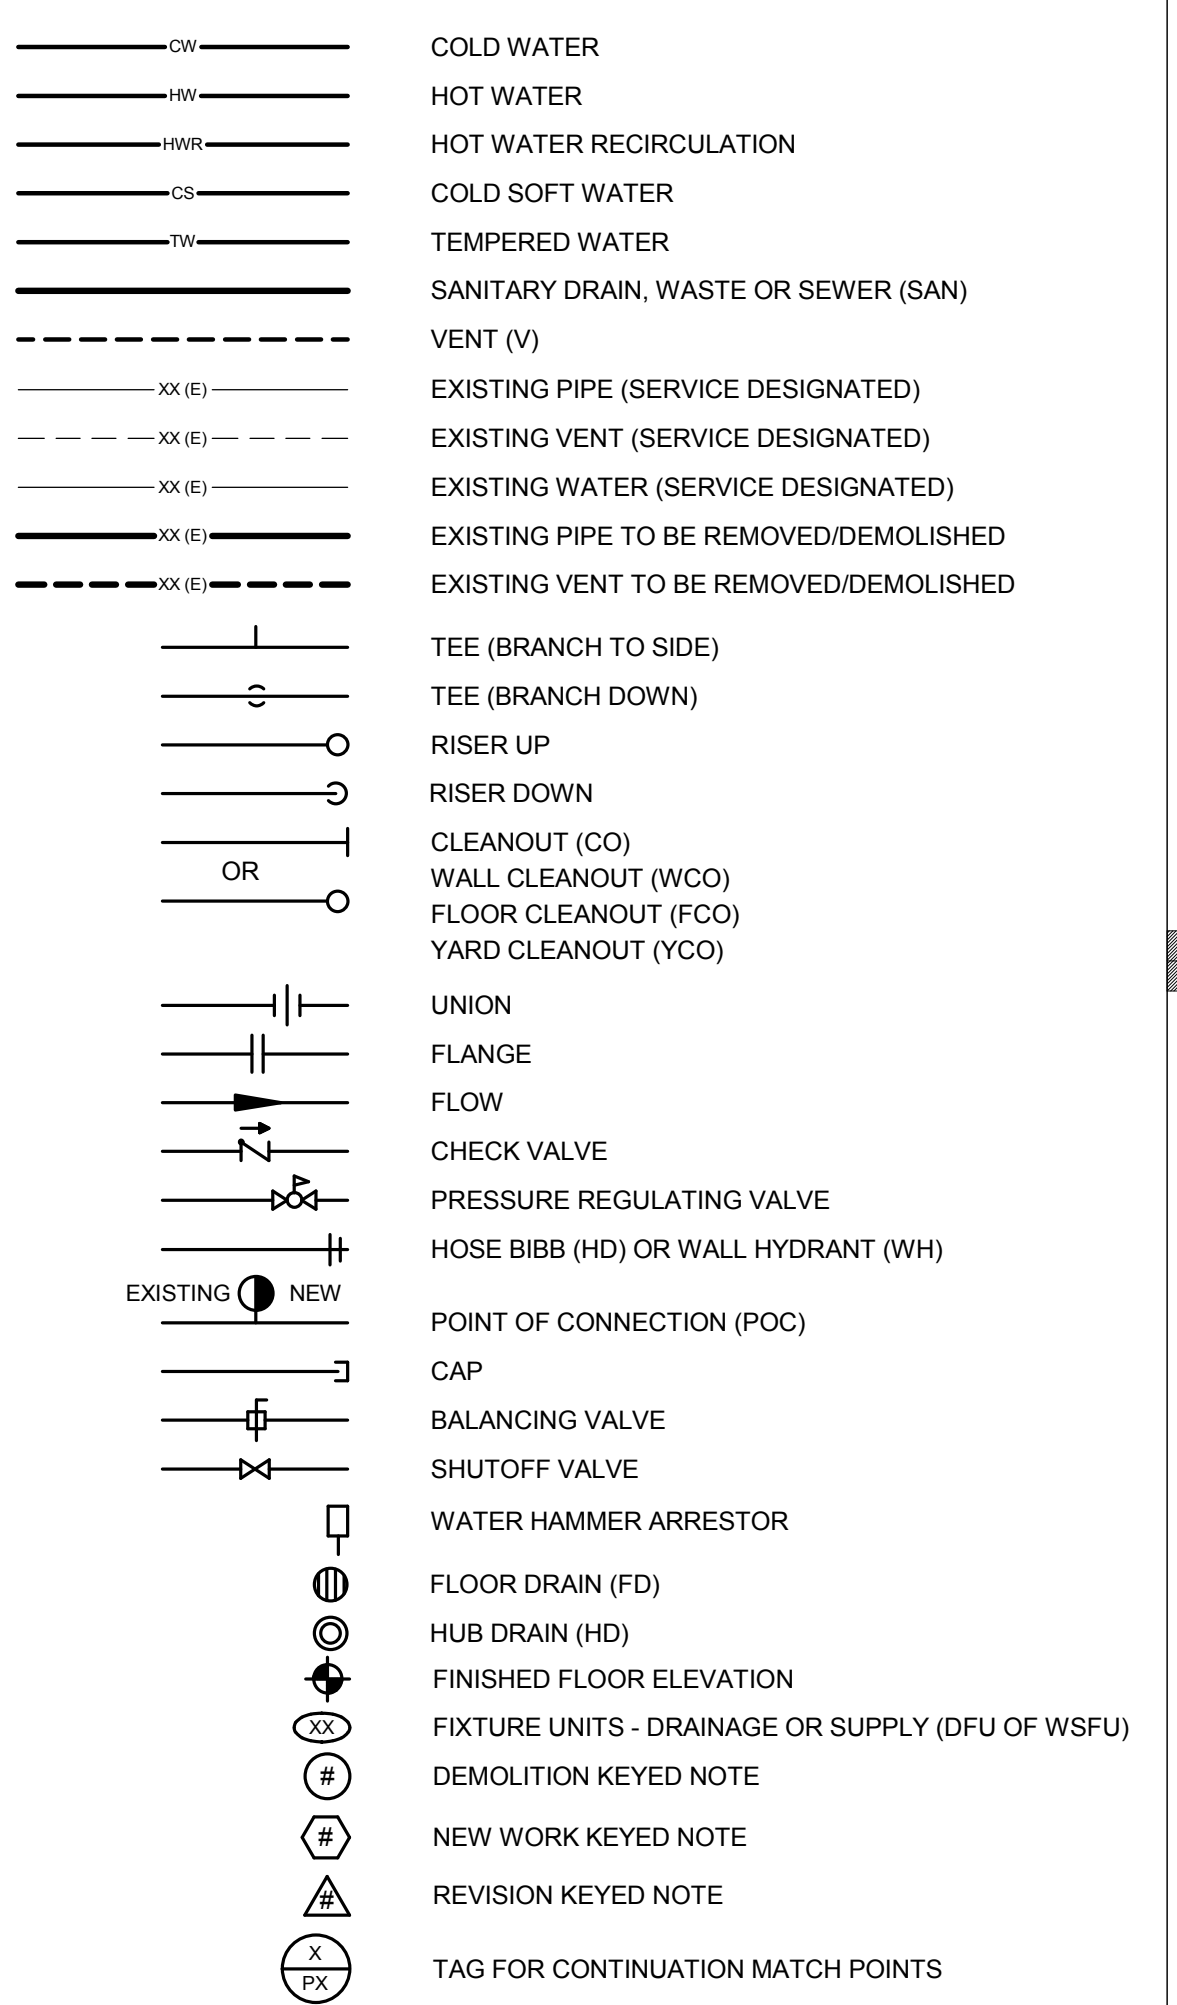 CW COLD WATER
HW HOT WATER
HWR HOT WATER RECIRCULATION
CS COLD SOFT WATER
TW TEMPERED WATER
SANITARY DRAIN, WASTE OR SEWER (SAN)
VENT (V)
XX (E) EXISTING PIPE (SERVICE DESIGNATED)
XX (E) EXISTING VENT (SERVICE DESIGNATED)
XX (E) EXISTING WATER (SERVICE DESIGNATED)
XX (E) EXISTING PIPE TO BE REMOVED/DEMOLISHED
XX (E) EXISTING VENT TO BE REMOVED/DEMOLISHED
TEE (BRANCH TO SIDE)
TEE (BRANCH DOWN)
RISER UP
RISER DOWN
CLEANOUT (CO)
OR
WALL CLEANOUT (WCO)
FLOOR CLEANOUT (FCO)
YARD CLEANOUT (YCO)
UNION
FLANGE
FLOW
CHECK VALVE
PRESSURE REGULATING VALVE
HOSE BIBB (HD) OR WALL HYDRANT (WH)
EXISTING NEW
POINT OF CONNECTION (POC)
CAP
BALANCING VALVE
SHUTOFF VALVE
WATER HAMMER ARRESTOR
FLOOR DRAIN (FD)
HUB DRAIN (HD)
FINISHED FLOOR ELEVATION
XX FIXTURE UNITS - DRAINAGE OR SUPPLY (DFU OF WSFU)
# DEMOLITION KEYED NOTE
# NEW WORK KEYED NOTE
# REVISION KEYED NOTE
X
PX TAG FOR CONTINUATION MATCH POINTS